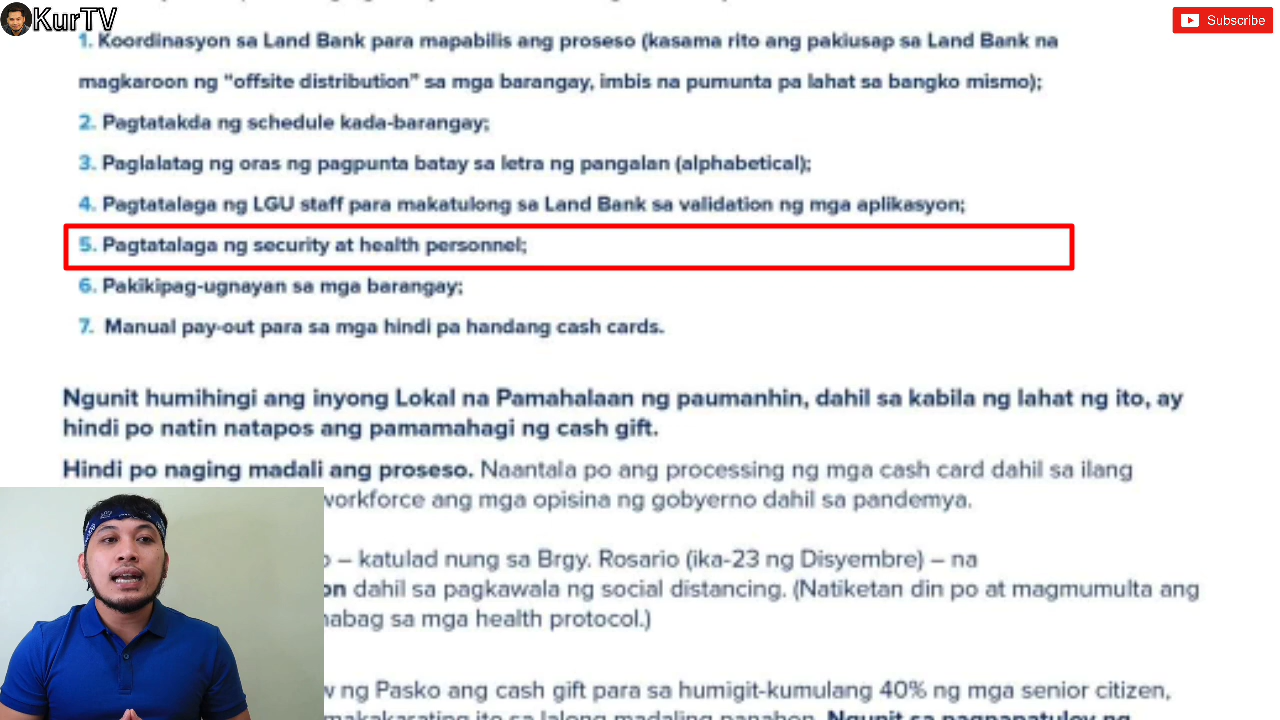 KurTV
Subscribe
1. Koordinasyon sa Land Bank para mapabilis ang proseso (kasama rito ang pakiusap sa Land Bank na
magkaroon ng “offsite distribution” sa mga barangay, imbis na pumunta pa lahat sa bangko mismo);
2. Pagtatakda ng schedule kada-barangay;
3. Paglalatag ng oras ng pagpunta batay sa letra ng pangalan (alphabetical);
4. Pagtatalaga ng LGU staff para makatulong sa Land Bank sa validation ng mga aplikasyon;
5. Pagtatalaga ng security at health personnel;
6. Pakikipag-ugnayan sa mga barangay;
7. Manual pay-out para sa mga hindi pa handang cash cards.
Ngunit humihingi ang inyong Lokal na Pamahalaan ng paumanhin, dahil sa kabila ng lahat ng ito, ay
hindi po natin natapos ang pamamahagi ng cash gift.
Hindi po naging madali ang proseso. Naantala po ang processing ng mga cash card dahil sa ilang
workforce ang mga opisina ng gobyerno dahil sa pandemya.
– katulad nung sa Brgy. Rosario (ika-23 ng Disyembre) – na
dahil sa pagkawala ng social distancing. (Natiketan din po at magmumulta ang
sa mga health protocol.)
ng Pasko ang cash gift para sa humigit-kumulang 40% ng mga senior citizen,
ito sa lalong madaling panahon. Ngunit sa pagpapatuloy ng